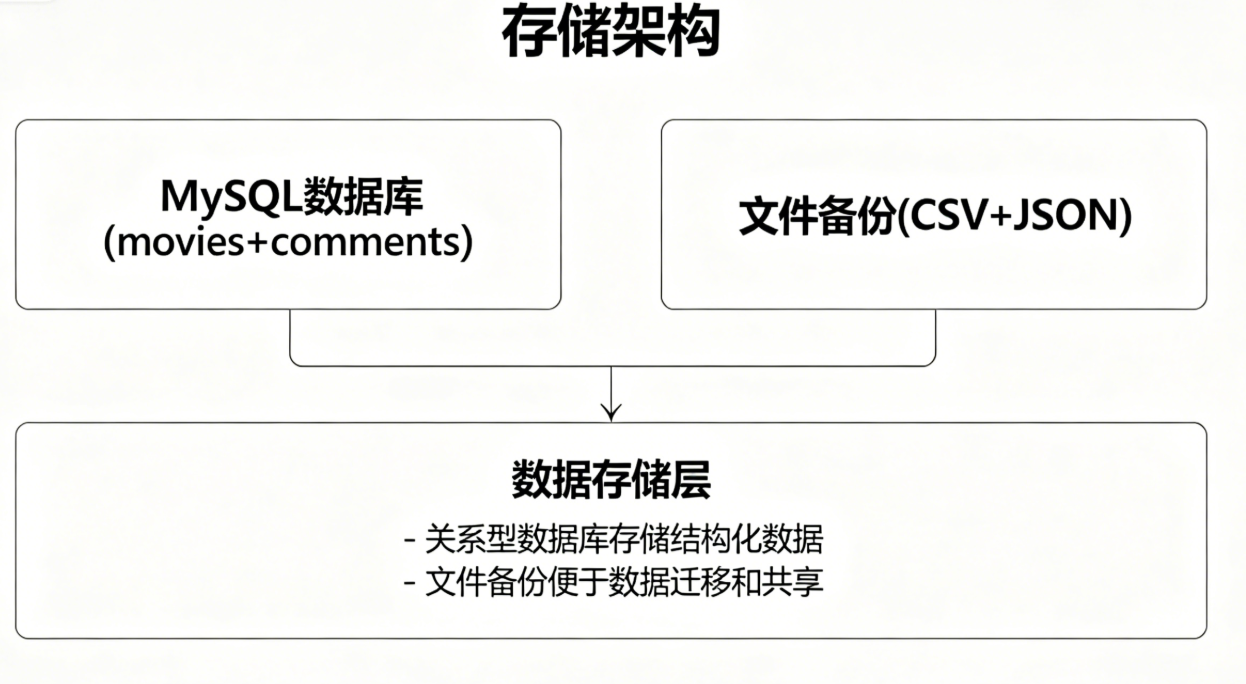 存储架构
MySQL数据库
(movies+comments)
文件备份(CSV+JSON)
数据存储层
- 关系型数据库存储结构化数据
- 文件备份便于数据迁移和共享